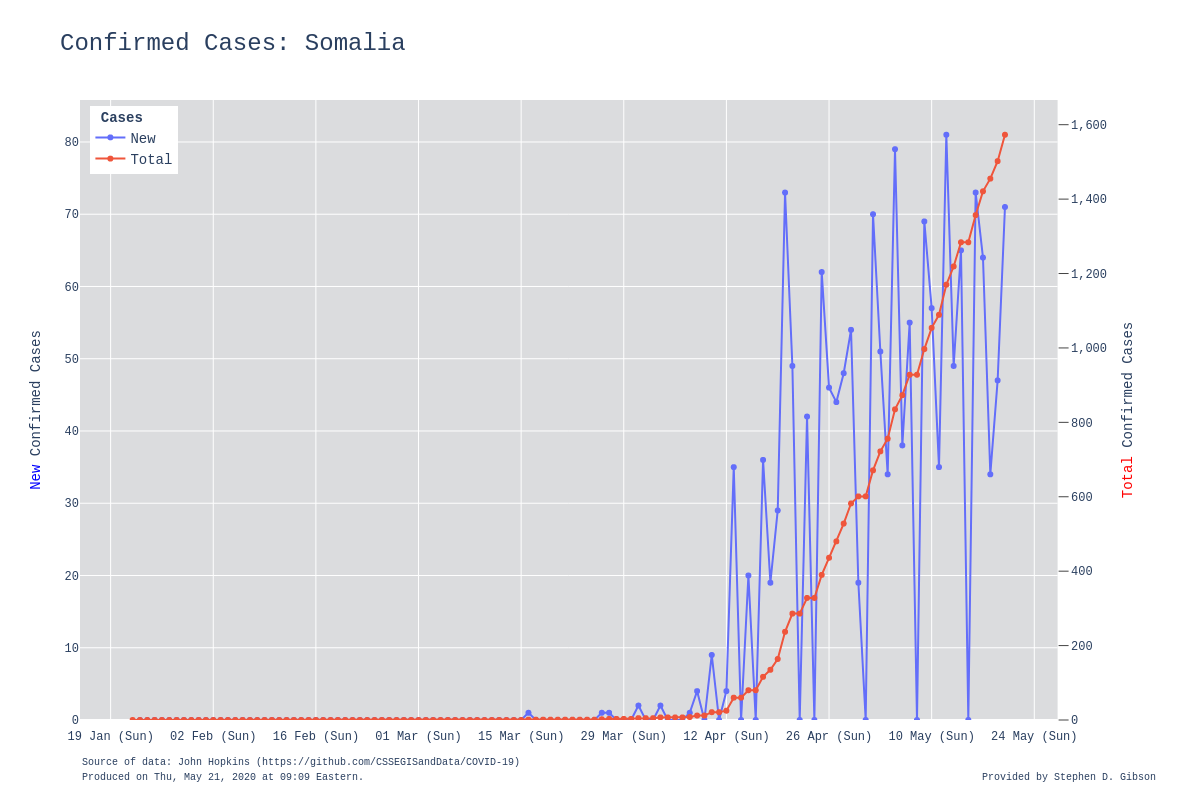 Confirmed Cases: Somalia
Cases
New
Total
80
70
60
50
40
30
20
10
0
New Confirmed Cases
1,600
1,400
1,200
1,000
800
600
400
200
0
Total Confirmed Cases
19 Jan (Sun) 02 Feb (Sun) 16 Feb (Sun) 01 Mar (Sun) 15 Mar (Sun) 29 Mar (Sun) 12 Apr (Sun) 26 Apr (Sun) 10 May (Sun) 24 May (Sun)
Source of data: John Hopkins (https://github.com/CSSEGISandData/COVID-19)
Produced on Thu, May 21, 2020 at 09:09 Eastern.
Provided by Stephen D. Gibson